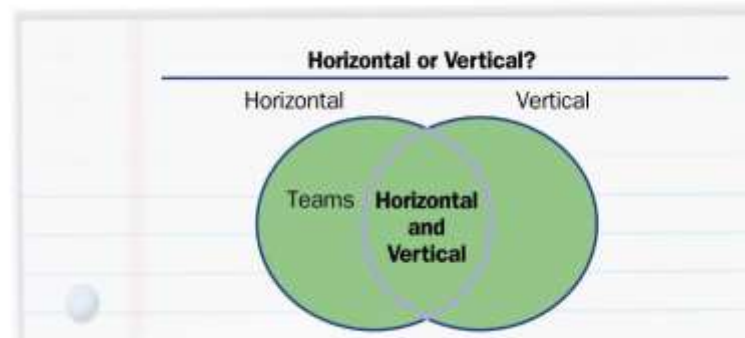 Horizontal or Vertical?
Horizontal Vertical
Teams Horizontal
and
Vertical